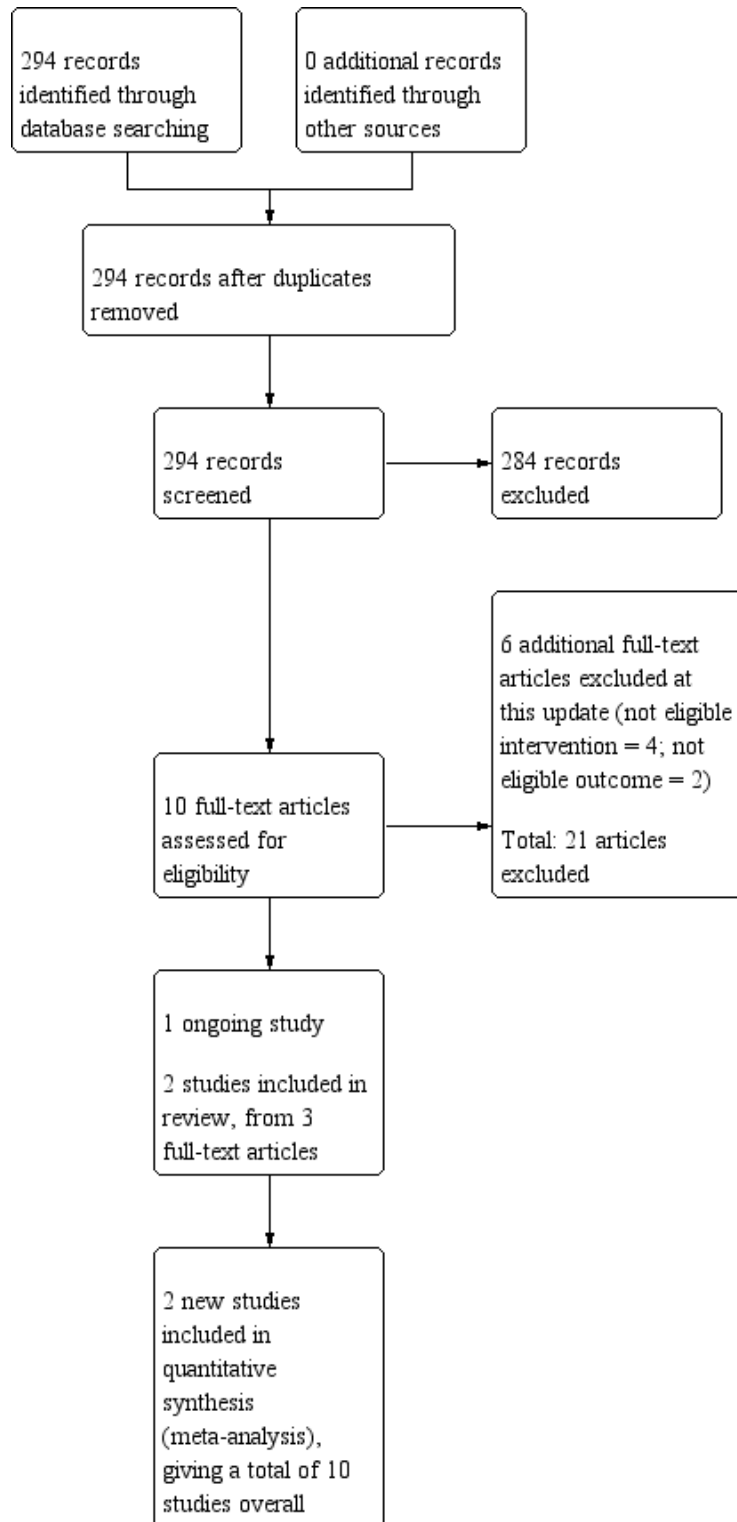 294 records
identified through
database searching
0 additional records
identified through
other sources
294 records after duplicates
removed
294 records
screened
284 records
excluded
6 additional full-text
articles excluded at
this update (not eligible
intervention = 4; not
eligible outcome = 2)
Total: 21 articles
excluded
10 full-text articles
assessed for
eligibility
1 ongoing study
2 studies included in
review, from 3
full-text articles
2 new studies
included in
quantitative
synthesis
(meta-analysis),
giving a total of 10
studies overall